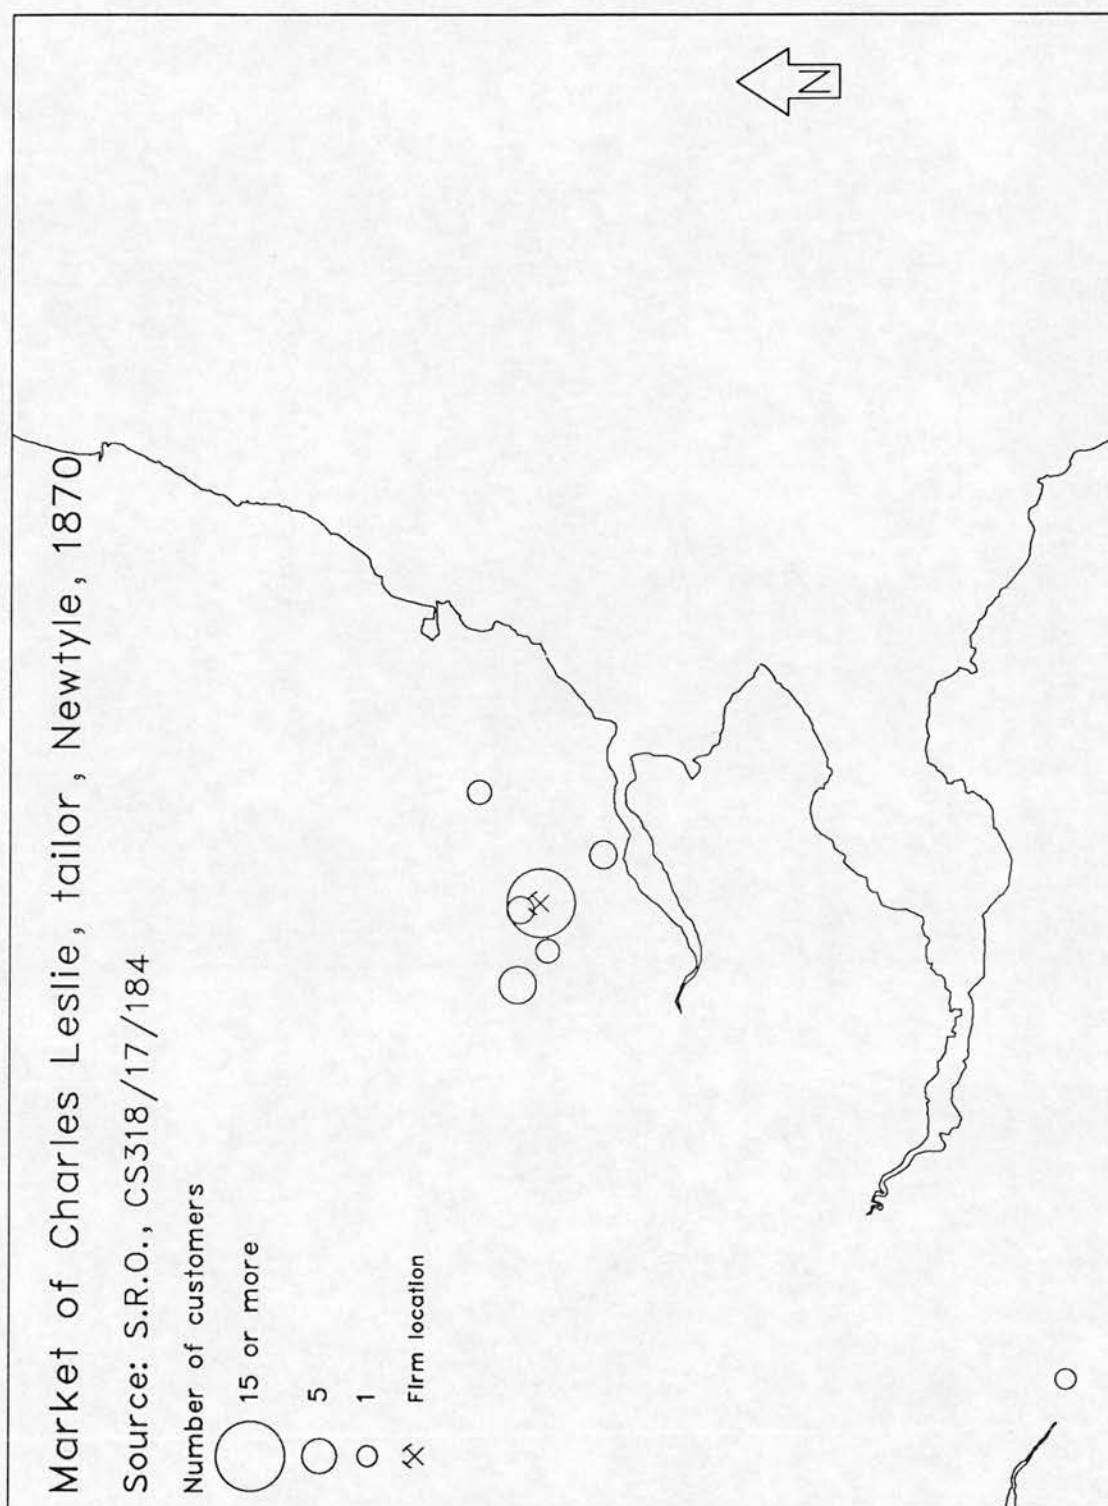 Market of Charles Leslie, tailor, Newtyle, 1870
Source: S.R.O., CS318/17/184
Number of customers
15 or more
5
1
Firm location
N